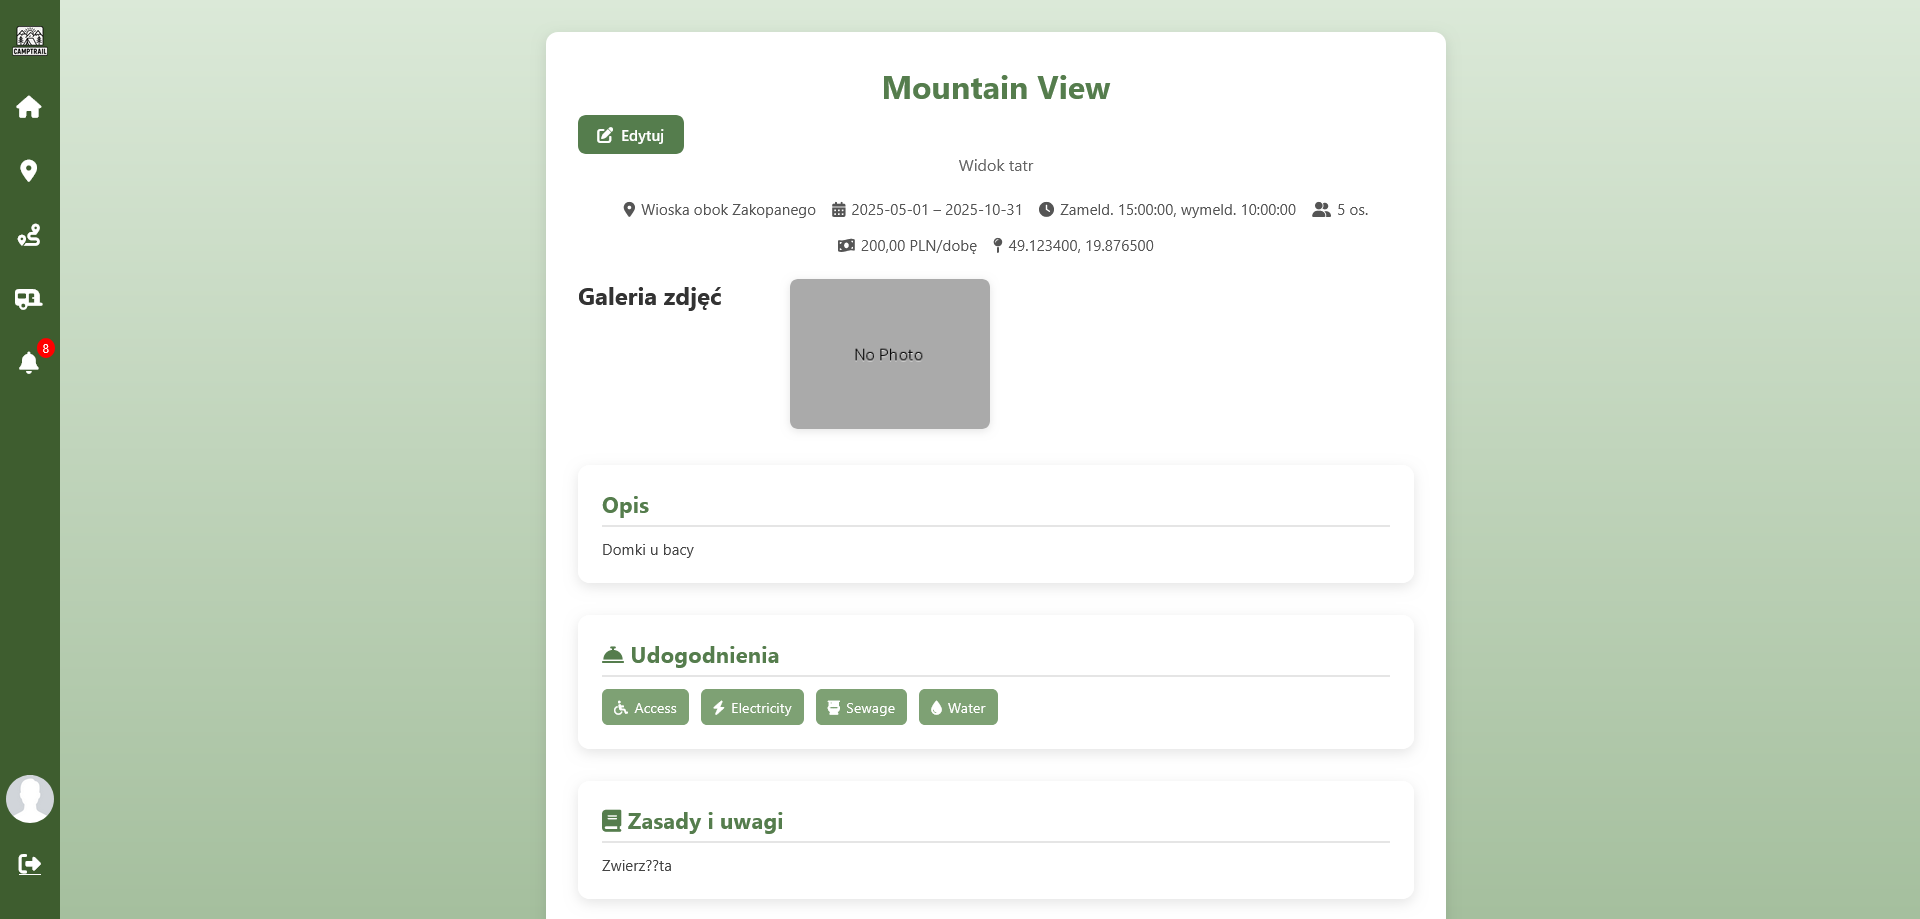 CAMPTRAIL
Mountain View
Edytuj
Widok tatr
Wioska obok Zakopanego 2025-05-01 – 2025-10-31 Zameld. 15:00:00, wymeld. 10:00:00 5 os.
200,00 PLN/dobę 49.123400, 19.876500
Galeria zdjęć
No Photo
8
Opis
Domki u bacy
Udogodnienia
Access Electricity Sewage Water
Zasady i uwagi
Zwierz??ta